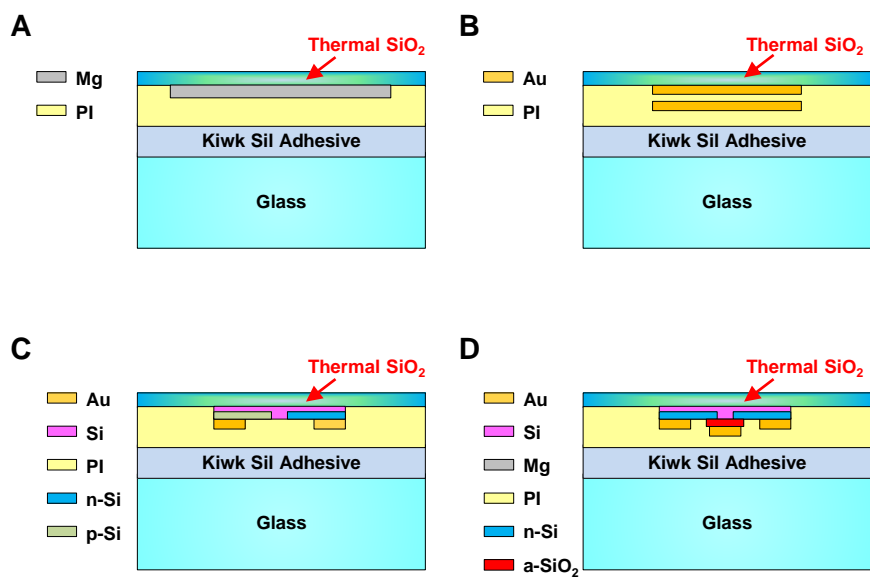 A
Thermal SiO₂
Mg
PI
Kiwk Sil Adhesive
Glass
B
Thermal SiO₂
Au
PI
Kiwk Sil Adhesive
Glass
C
Thermal SiO₂
Au
Si
PI
n-Si
p-Si
Kiwk Sil Adhesive
Glass
D
Thermal SiO₂
Au
Si
Mg
PI
n-Si
a-SiO₂
Kiwk Sil Adhesive
Glass